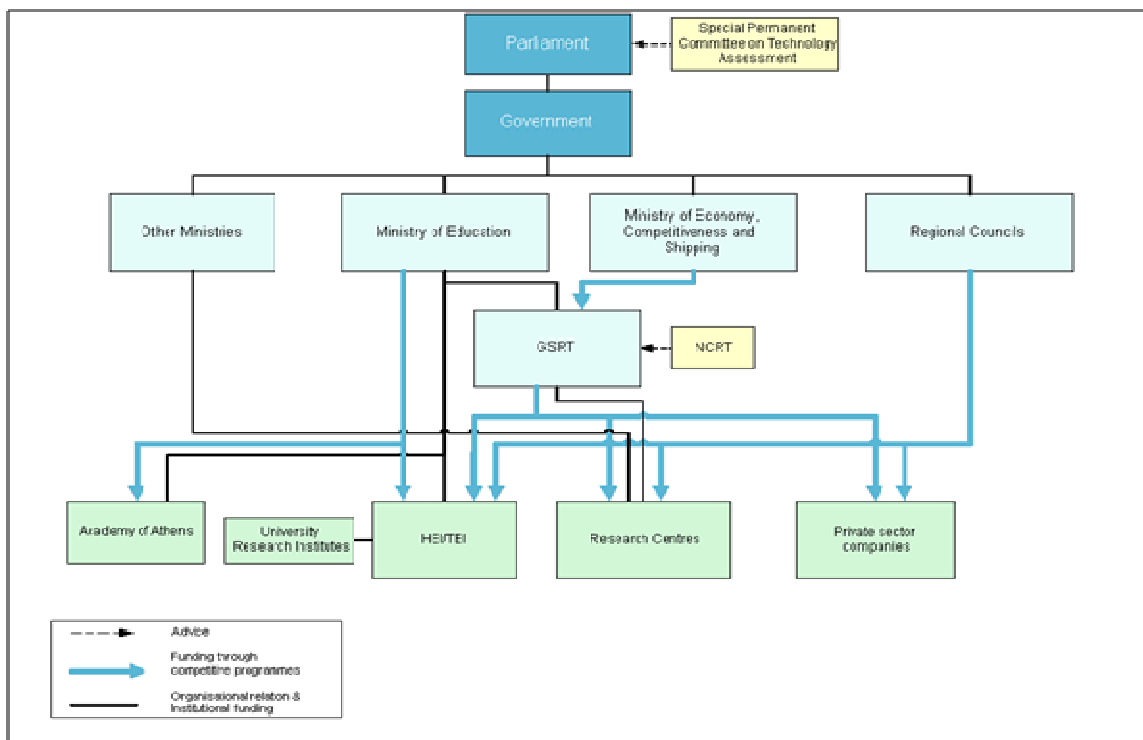 Parliament
Special Permanent
Committee on Technology
Assessment
Government
Other Ministries
Ministry of Education
Ministry of Economy,
Competitiveness and
Shipping
Regional Councils
GSRT
NCRT
Academy of Athens
University
Research Institutes
HEI/TEI
Research Centres
Private sector
companies
Advice
Funding through
competitive programmes
Organisational relation &
Institutional funding